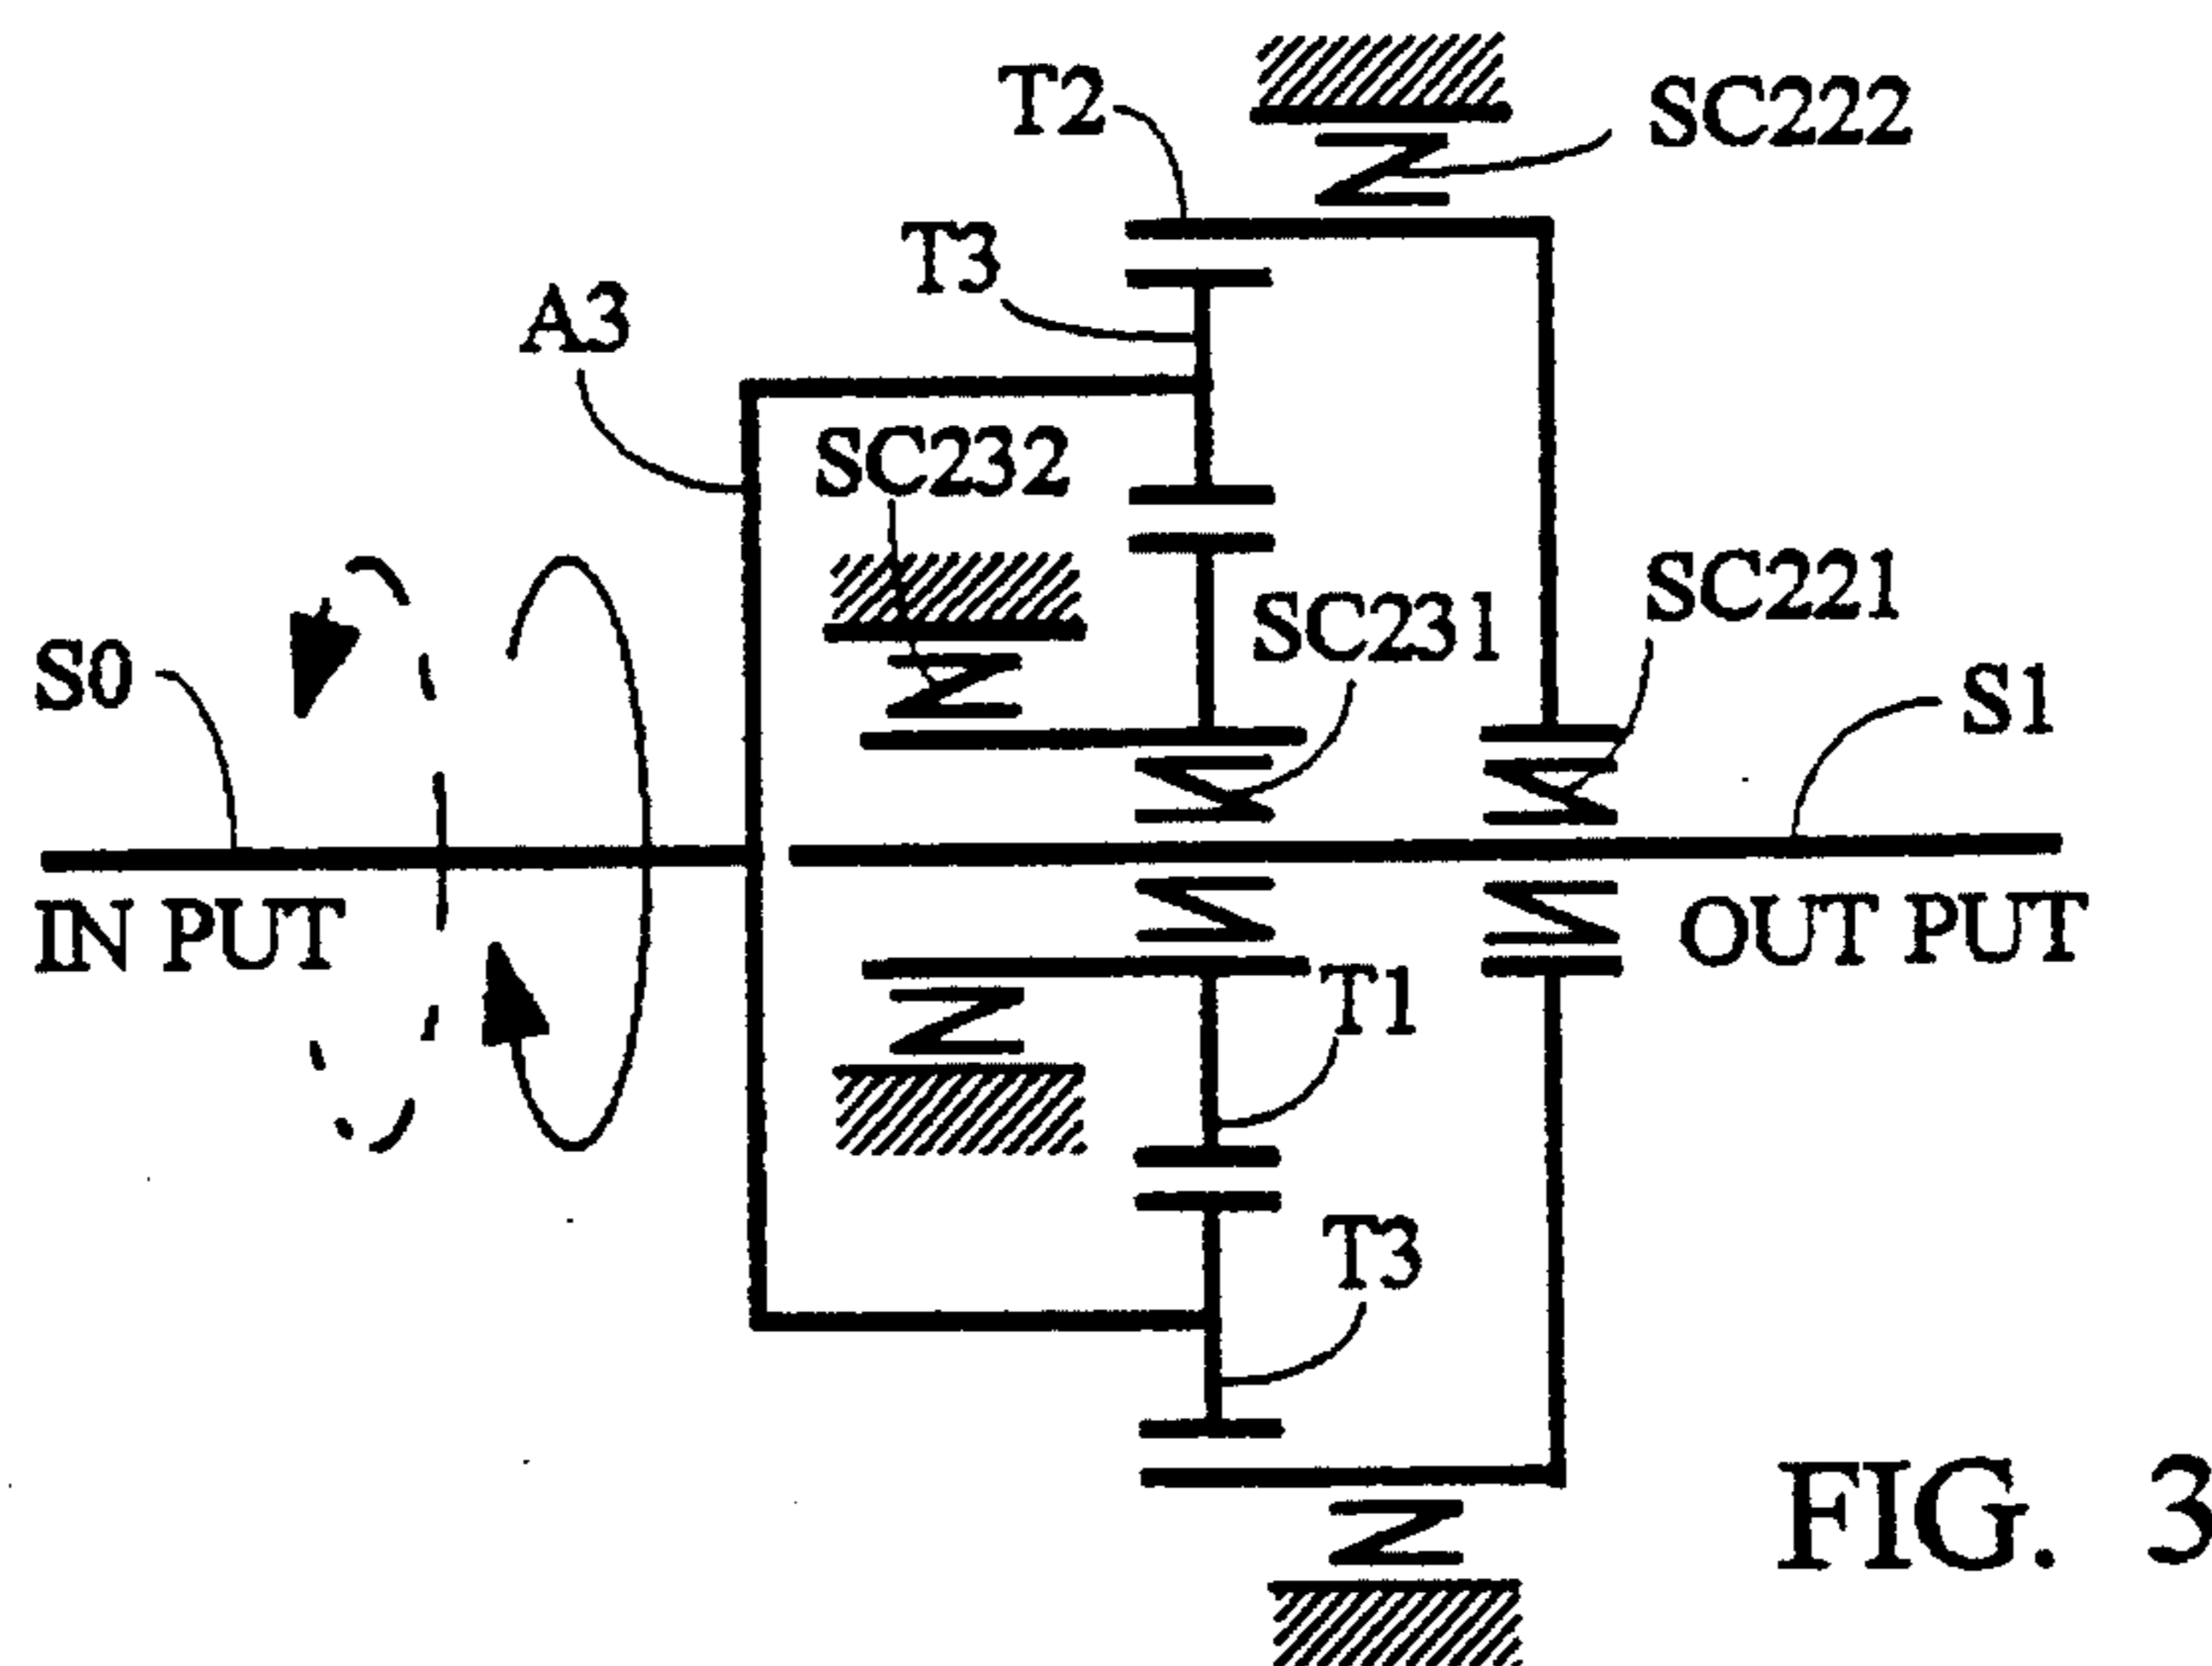 T2
SC222
T3
A3
SC232
SC231
SC221
S0
S1
IN PUT
OUT PUT
T1
T3
FIG. 3